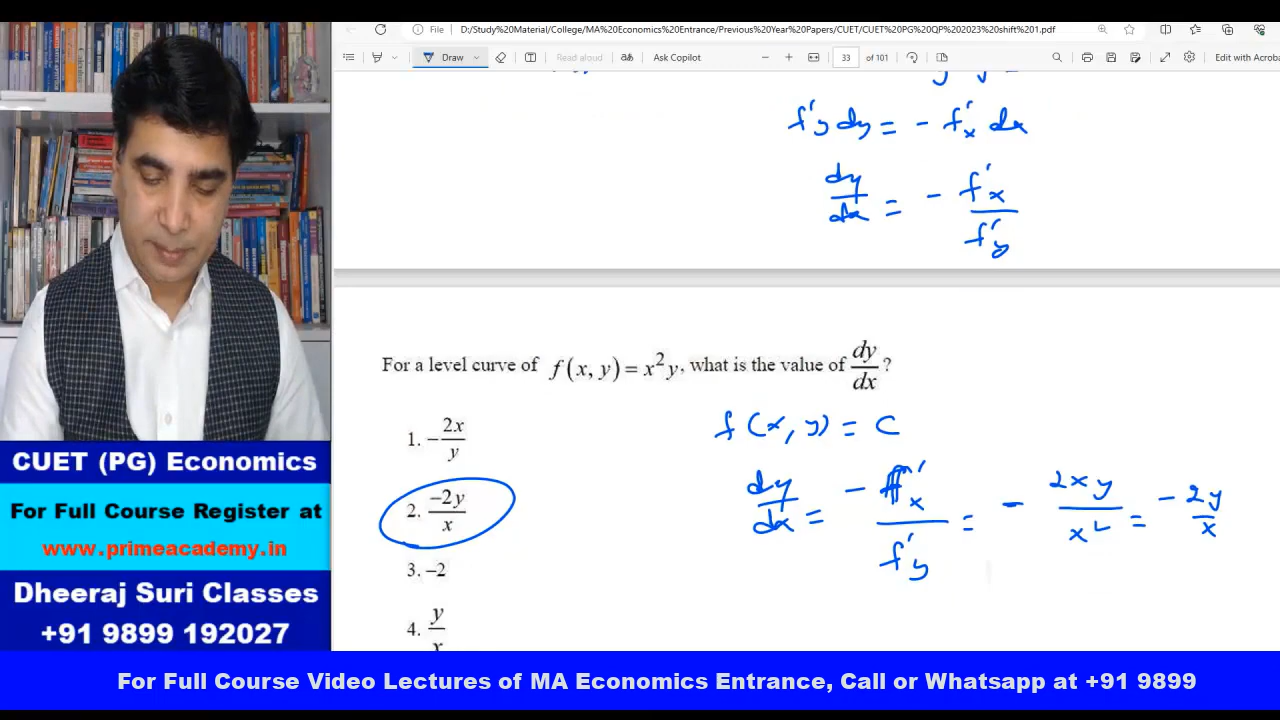 File D:/Study%20Material/College/MA%20Economics%20Entrance/Previous%20Year%20Papers/CUET/CUET%20PG%20QP%202023%20shift%201.pdf
Draw Read aloud Ask Copilot 33 of 101 Edit with Acroba
f'y dy = - f'x dx
dy/dx = - f'x/f'y
For a level curve of f(x, y) = x²y, what is the value of dy/dx ?
f(x, y) = C
1. -2x/y
2. -2y/x
dy/dx = - f'x/f'y = - 2xy/x² = - 2y/x
3. -2
4. y/x
CUET (PG) Economics
For Full Course Register at
www.primeacademy.in
Dheeraj Suri Classes
+91 9899 192027
For Full Course Video Lectures of MA Economics Entrance, Call or Whatsapp at +91 9899